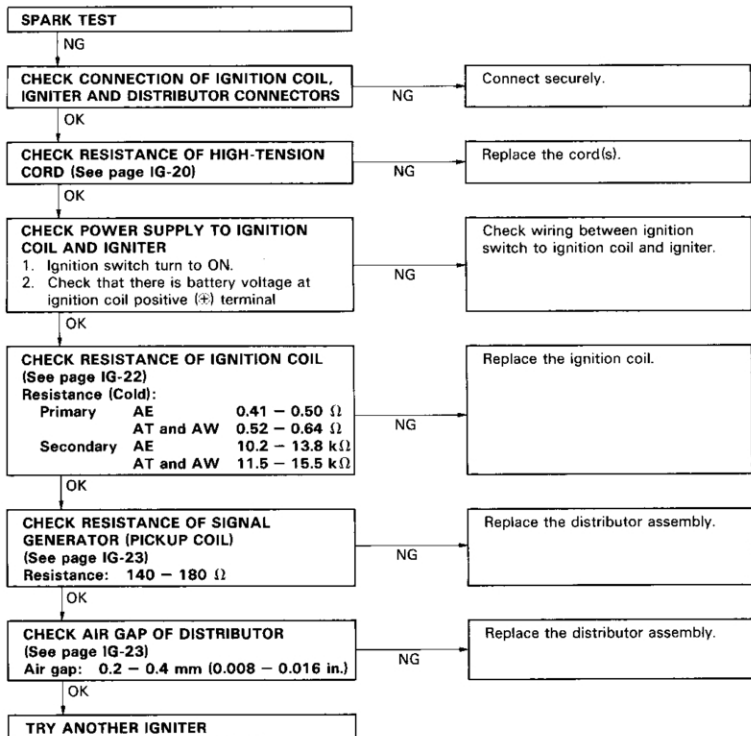 SPARK TEST
NG
CHECK CONNECTION OF IGNITION COIL,
IGNITER AND DISTRIBUTOR CONNECTORS
NG
Connect securely.
OK
CHECK RESISTANCE OF HIGH-TENSION
CORD (See page IG-20)
NG
Replace the cord(s).
OK
CHECK POWER SUPPLY TO IGNITION
COIL AND IGNITER
1. Ignition switch turn to ON.
2. Check that there is battery voltage at
ignition coil positive (⊕) terminal
NG
Check wiring between ignition
switch to ignition coil and igniter.
OK
CHECK RESISTANCE OF IGNITION COIL
(See page IG-22)
Resistance (Cold):
Primary AE 0.41 – 0.50 Ω
AT and AW 0.52 – 0.64 Ω
Secondary AE 10.2 – 13.8 kΩ
AT and AW 11.5 – 15.5 kΩ
NG
Replace the ignition coil.
OK
CHECK RESISTANCE OF SIGNAL
GENERATOR (PICKUP COIL)
(See page IG-23)
Resistance: 140 – 180 Ω
NG
Replace the distributor assembly.
OK
CHECK AIR GAP OF DISTRIBUTOR
(See page IG-23)
Air gap: 0.2 – 0.4 mm (0.008 – 0.016 in.)
NG
Replace the distributor assembly.
OK
TRY ANOTHER IGNITER